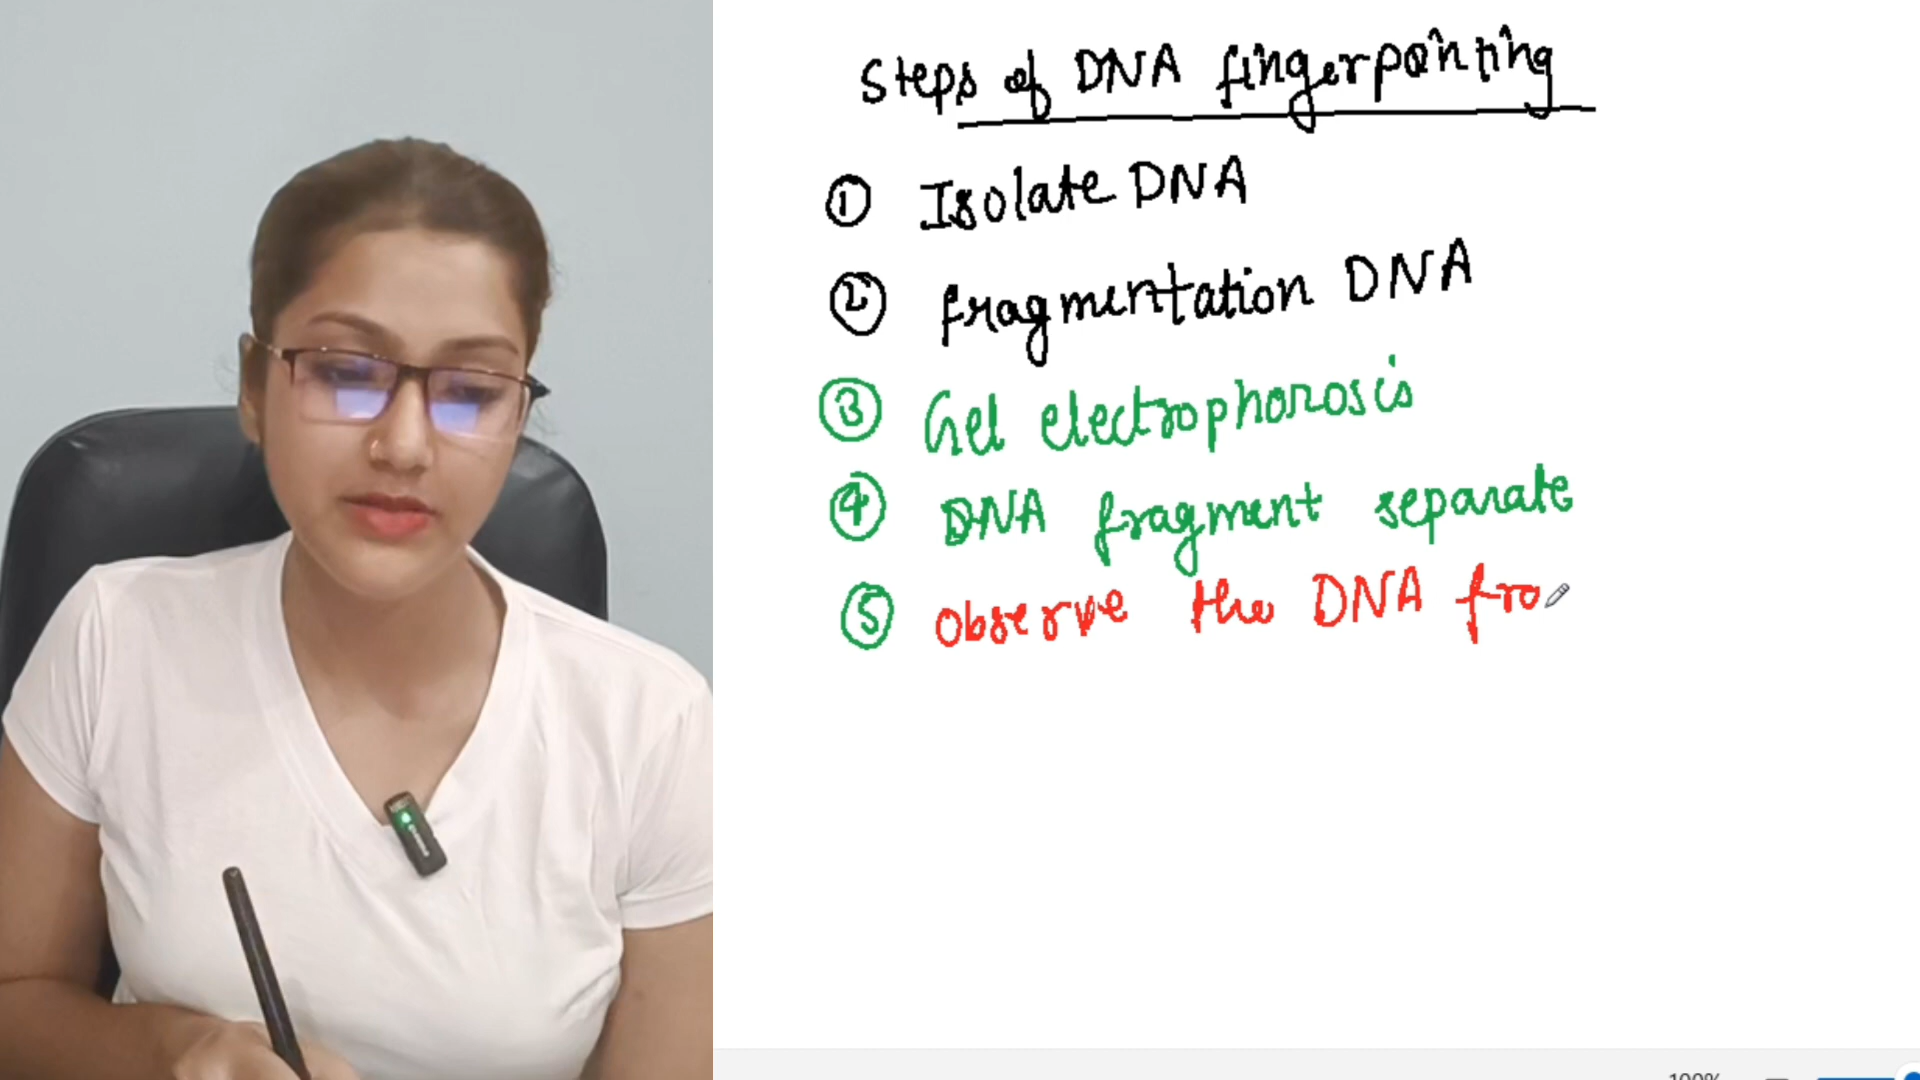 Steps of DNA fingerpointing
① Isolate DNA
② fragmentation DNA
③ Gel electrophorosis
④ DNA fragment separate
⑤ Observe the DNA fro
100%